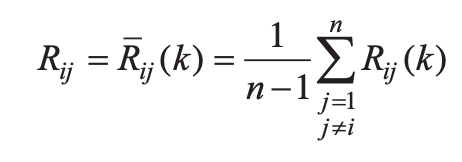 $R_{ij} = \bar{R}_{ij}(k) = \frac{1}{n-1} \sum_{\substack{j=1 \\ j \neq i}}^{n} R_{ij}(k)$